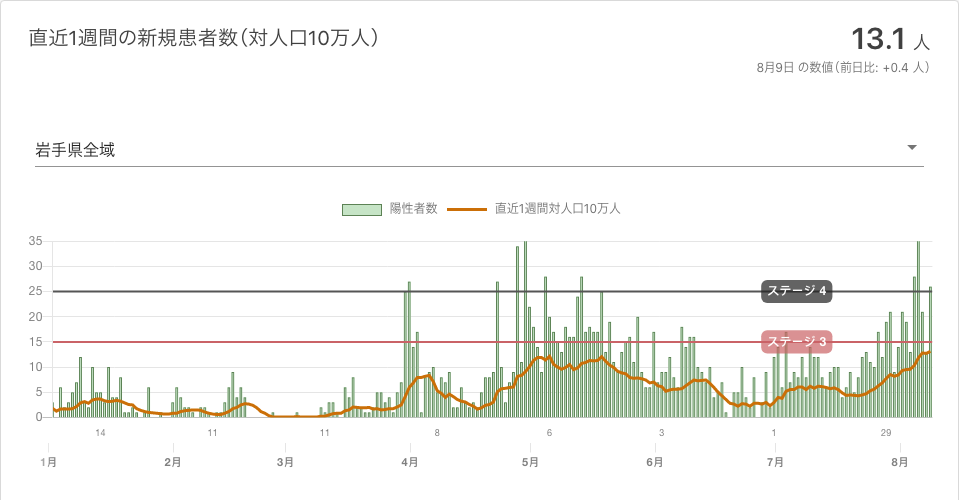 直近1週間の新規患者数（対人口10万人）
13.1 人
8月9日 の数値（前日比: +0.4 人）
岩手県全域
陽性者数 直近1週間対人口10万人
35
30
25
20
15
10
5
0
ステージ 4
ステージ 3
14 11 11 8 6 3 1 29
1月 2月 3月 4月 5月 6月 7月 8月